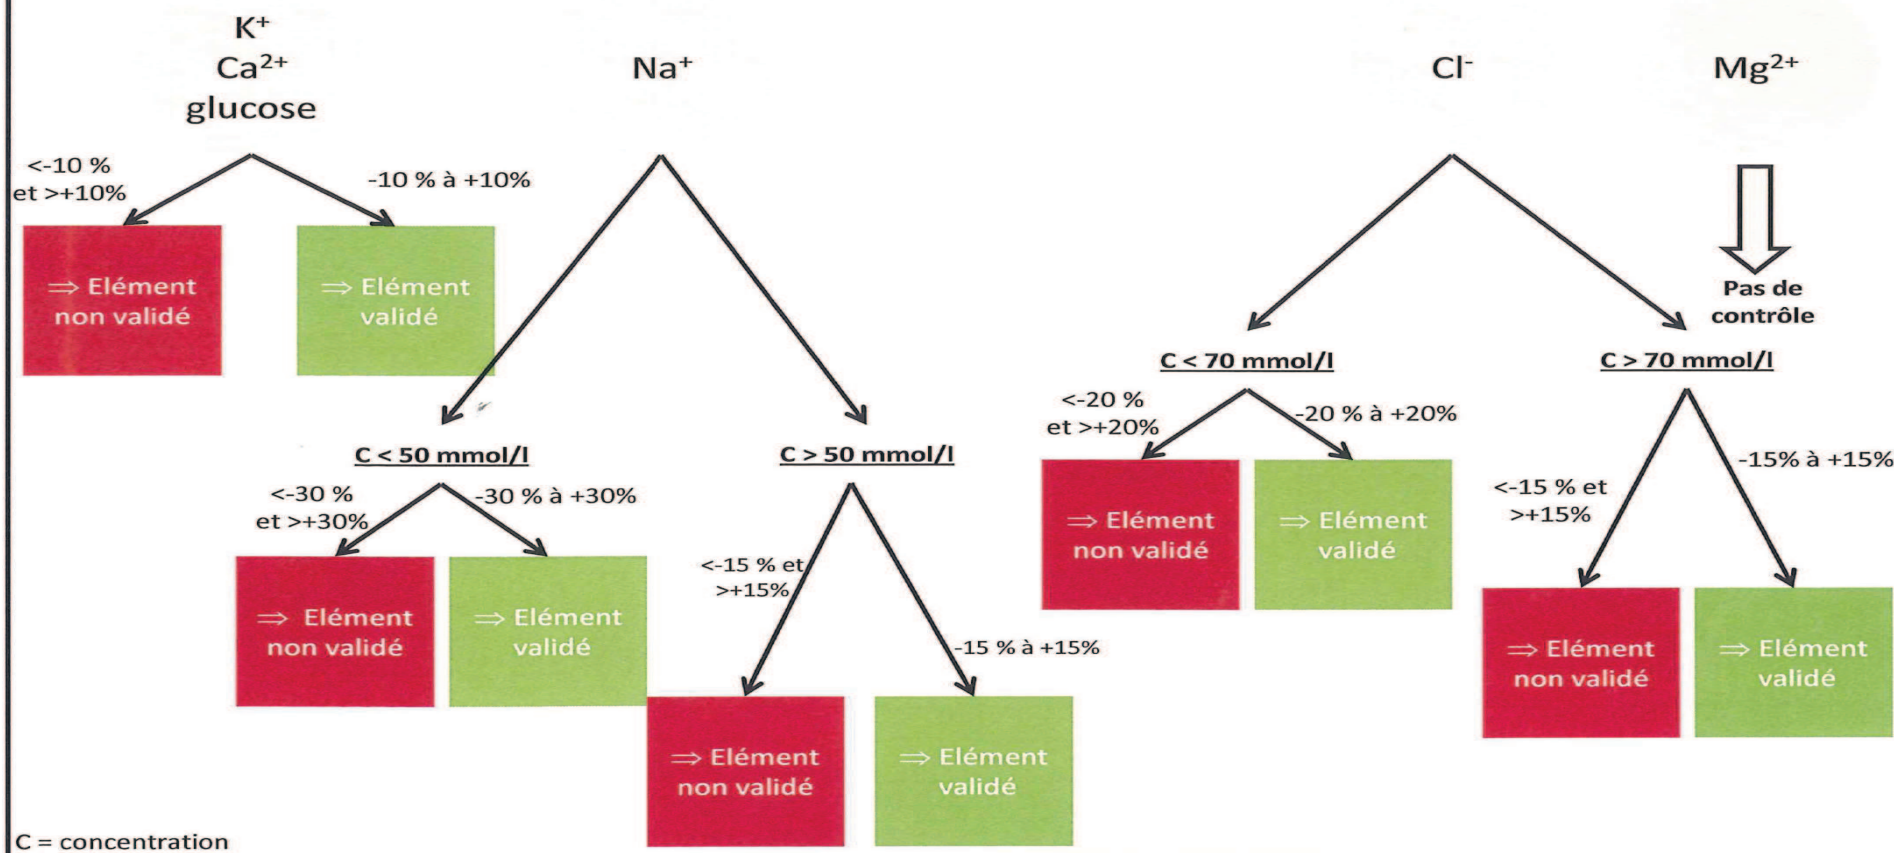 K⁺
Ca²⁺
glucose
Na⁺
Cl⁻
Mg²⁺
<-10 %
et >+10%
-10 % à +10%
⇒ Elément
non validé
⇒ Elément
validé
Pas de
contrôle
C < 50 mmol/l
<-30 %
et >+30%
-30 % à +30%
⇒ Elément
non validé
⇒ Elément
validé
C > 50 mmol/l
<-15 % et
>+15%
-15 % à +15%
⇒ Elément
non validé
⇒ Elément
validé
C < 70 mmol/l
<-20 %
et >+20%
-20 % à +20%
⇒ Elément
non validé
⇒ Elément
validé
C > 70 mmol/l
<-15 % et
>+15%
-15% à +15%
⇒ Elément
non validé
⇒ Elément
validé
C = concentration